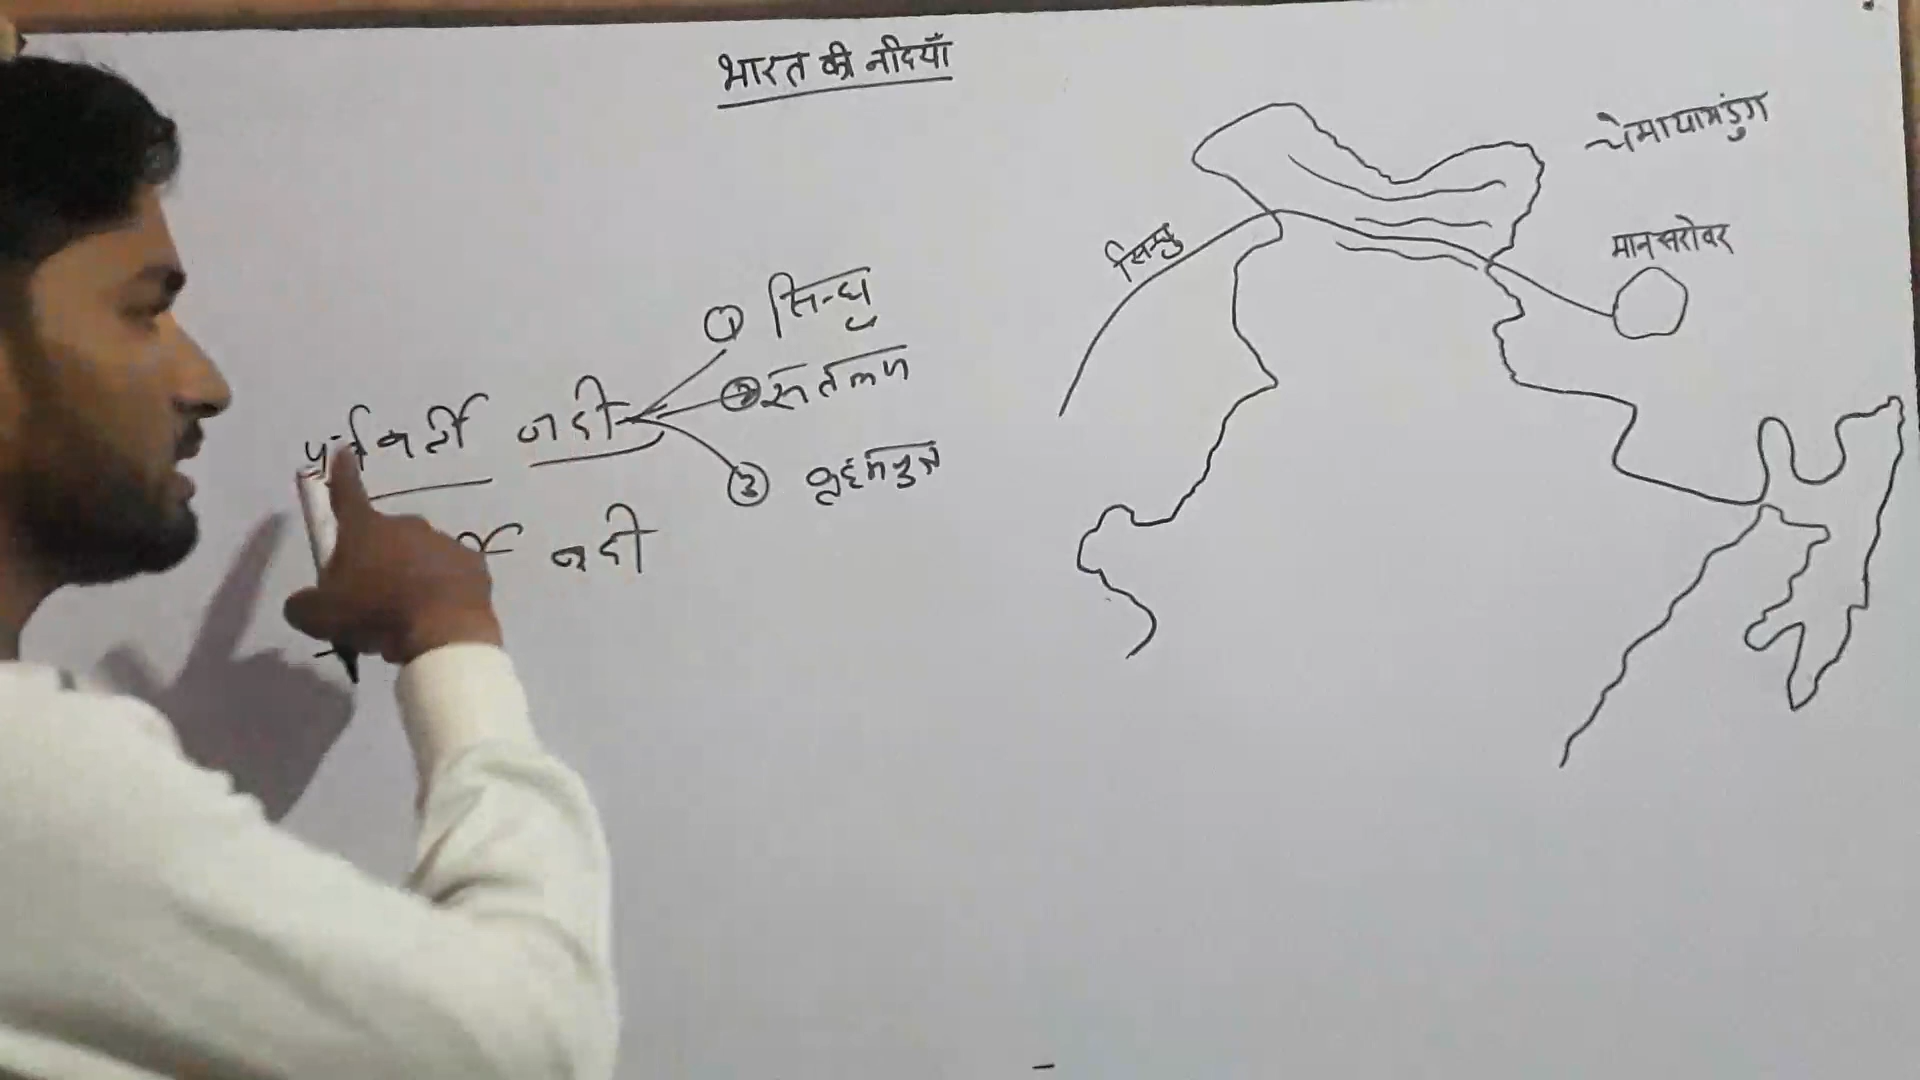 भारत की नदियाँ
चेमायुामडुंग
मानसरोवर
सिन्धु
① सिन्धु
② सतलज
पूर्ववर्ती नदी
③ ब्रह्मपुत्र
नदी